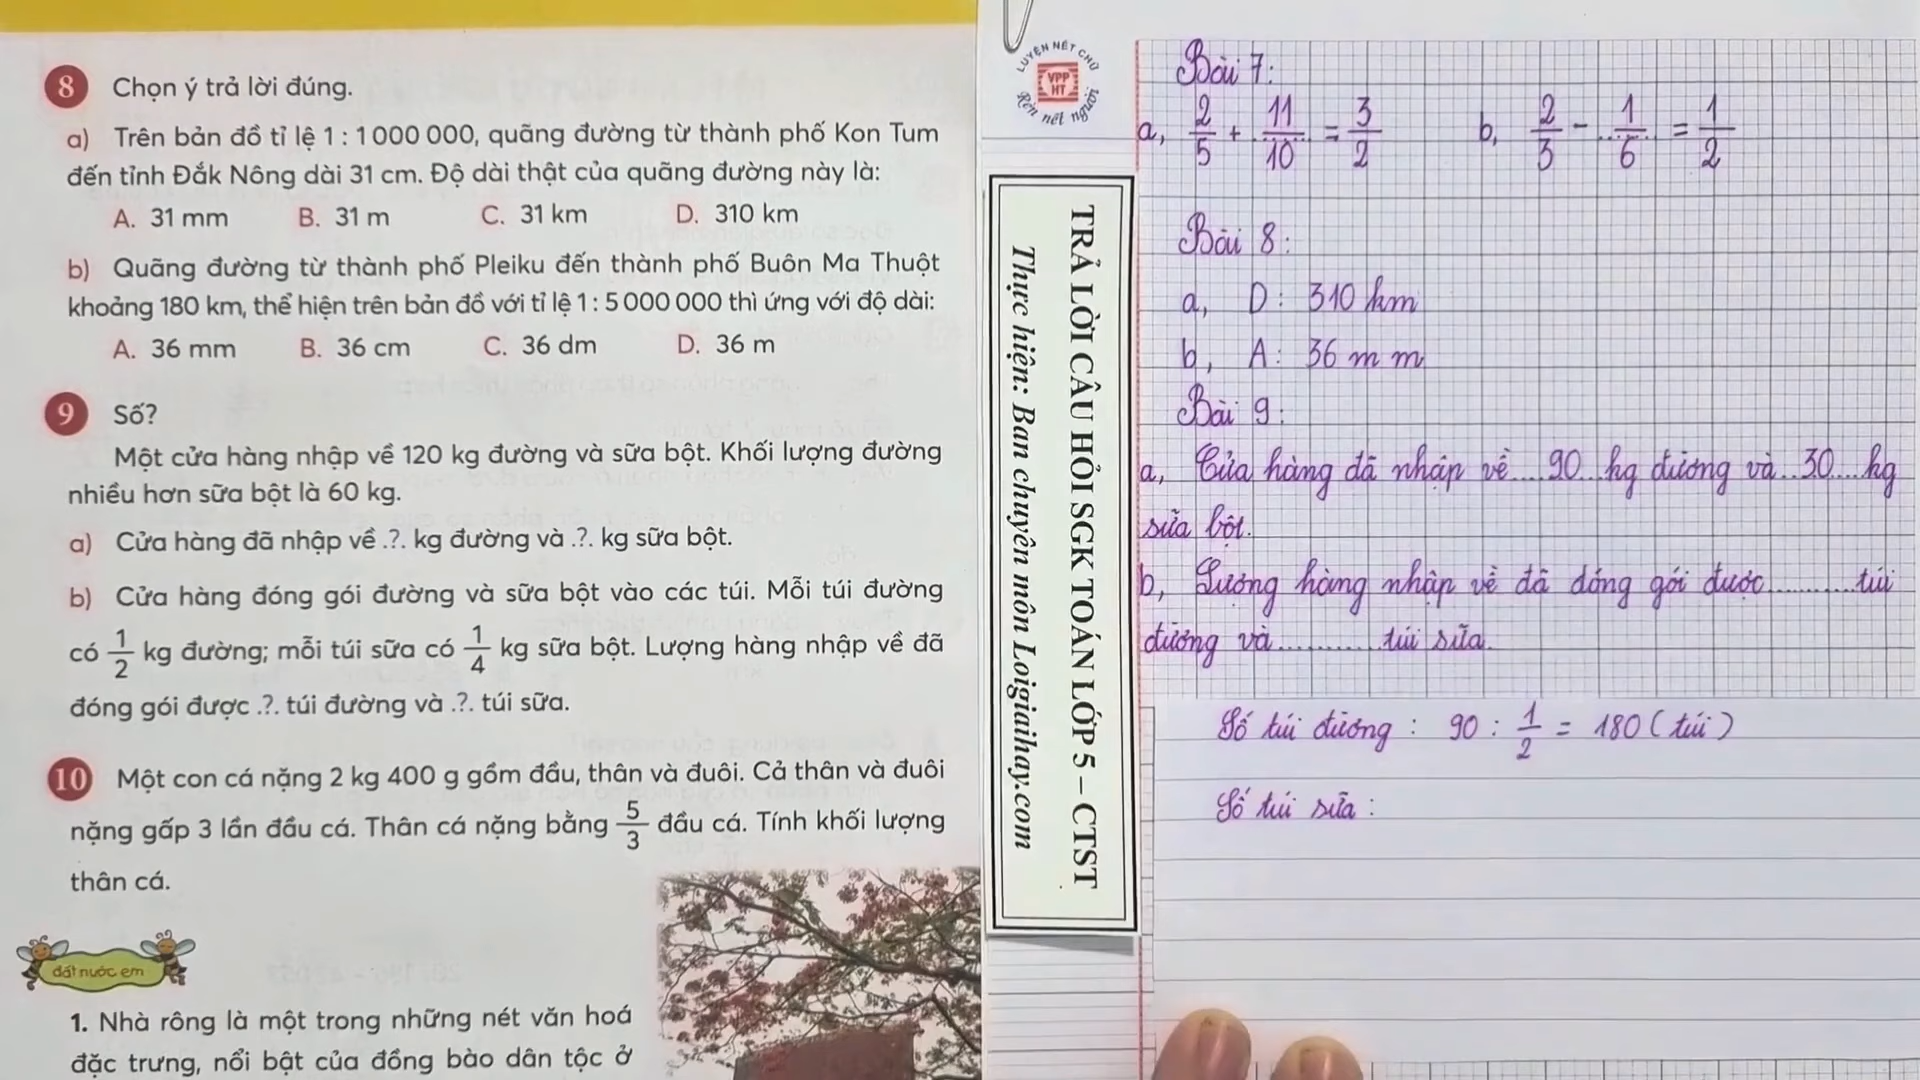 8 Chọn ý trả lời đúng.
a) Trên bản đồ tỉ lệ 1 : 1 000 000, quãng đường từ thành phố Kon Tum
đến tỉnh Đắk Nông dài 31 cm. Độ dài thật của quãng đường này là:
A. 31 mm B. 31 m C. 31 km D. 310 km
b) Quãng đường từ thành phố Pleiku đến thành phố Buôn Ma Thuột
khoảng 180 km, thể hiện trên bản đồ với tỉ lệ 1 : 5 000 000 thì ứng với độ dài:
A. 36 mm B. 36 cm C. 36 dm D. 36 m
9 Số?
Một cửa hàng nhập về 120 kg đường và sữa bột. Khối lượng đường
nhiều hơn sữa bột là 60 kg.
a) Cửa hàng đã nhập về .?. kg đường và .?. kg sữa bột.
b) Cửa hàng đóng gói đường và sữa bột vào các túi. Mỗi túi đường
có 1/2 kg đường; mỗi túi sữa có 1/4 kg sữa bột. Lượng hàng nhập về đã
đóng gói được .?. túi đường và .?. túi sữa.
10 Một con cá nặng 2 kg 400 g gồm đầu, thân và đuôi. Cả thân và đuôi
nặng gấp 3 lần đầu cá. Thân cá nặng bằng 5/3 đầu cá. Tính khối lượng
thân cá.
đất nước em
1. Nhà rông là một trong những nét văn hoá
đặc trưng, nổi bật của đồng bào dân tộc ở
LUYỆN NÉT CHỮ
VPP
HT
Rèn nết người
TRẢ LỜI CÂU HỎI SGK TOÁN LỚP 5 – CTST
Thực hiện: Ban chuyên môn Loigiaihay.com
Bài 7:
a, 2/5 + 11/10 = 3/2 b, 2/3 - 1/6 = 1/2
Bài 8:
a, D: 310 km
b, A: 36 mm
Bài 9:
a, Cửa hàng đã nhập về ...90...kg đường và..30...kg
sữa bột.
b, Lượng hàng nhập về đã đóng gói được..........túi
đường và..........túi sữa.
Số túi đường : 90 : 1/2 = 180 (túi)
Số túi sữa :